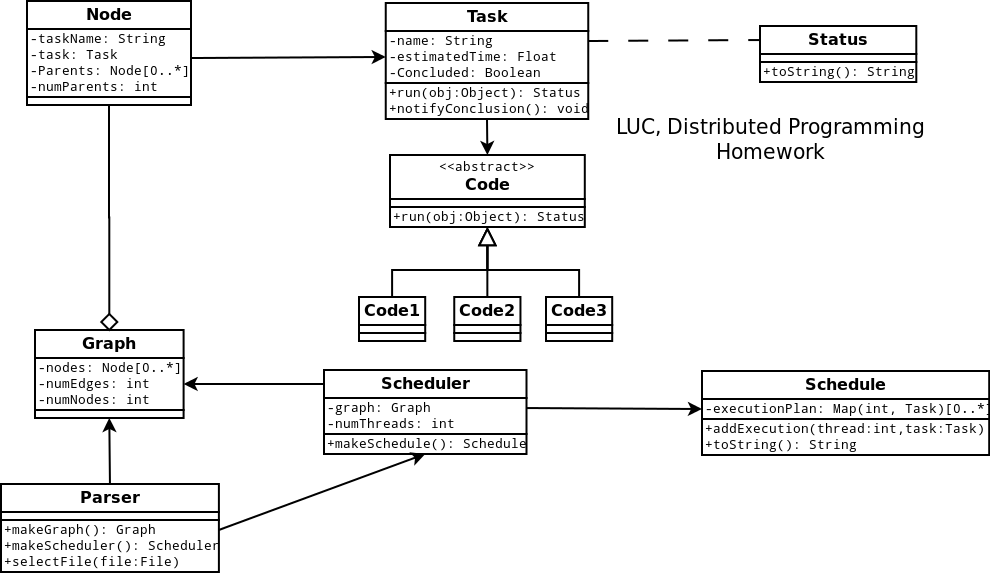 Node
-taskName: String
-task: Task
-Parents: Node[0..*]
-numParents: int
Task
-name: String
-estimatedTime: Float
-Concluded: Boolean
+run(obj:Object): Status
+notifyConclusion(): void
Status
+toString(): String
LUC, Distributed Programming
Homework
<<abstract>>
Code
+run(obj:Object): Status
Code1
Code2
Code3
Graph
-nodes: Node[0..*]
-numEdges: int
-numNodes: int
Scheduler
-graph: Graph
-numThreads: int
+makeSchedule(): Schedule
Schedule
-executionPlan: Map(int, Task)[0..*]
+addExecution(thread:int,task:Task)
+toString(): String
Parser
+makeGraph(): Graph
+makeScheduler(): Scheduler
+selectFile(file:File)